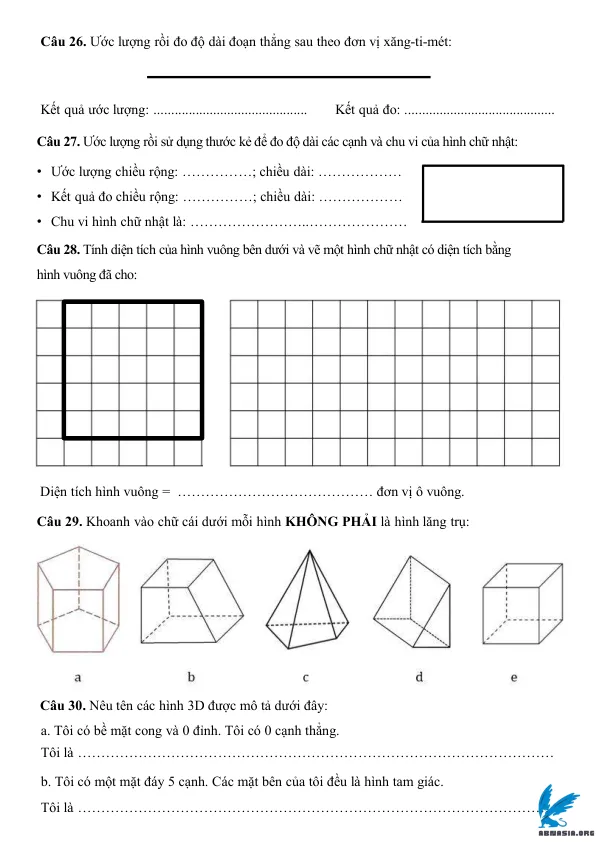 Câu 26. Ước lượng rồi đo độ dài đoạn thẳng sau theo đơn vị xăng-ti-mét:
Kết quả ước lượng: ........................................... Kết quả đo: ..........................................
Câu 27. Ước lượng rồi sử dụng thước kẻ để đo độ dài các cạnh và chu vi của hình chữ nhật:
• Ước lượng chiều rộng: ……………; chiều dài: ………………
• Kết quả đo chiều rộng: ……………; chiều dài: ………………
• Chu vi hình chữ nhật là: …………………….…………………
Câu 28. Tính diện tích của hình vuông bên dưới và vẽ một hình chữ nhật có diện tích bằng
hình vuông đã cho:
Diện tích hình vuông = …………………………………… đơn vị ô vuông.
Câu 29. Khoanh vào chữ cái dưới mỗi hình KHÔNG PHẢI là hình lăng trụ:
a b c d e
Câu 30. Nêu tên các hình 3D được mô tả dưới đây:
a. Tôi có bề mặt cong và 0 đỉnh. Tôi có 0 cạnh thẳng.
Tôi là …………………………………………………………………………………………
b. Tôi có một mặt đáy 5 cạnh. Các mặt bên của tôi đều là hình tam giác.
Tôi là …………………………………………………………………………………………
ABMASIA.ORG